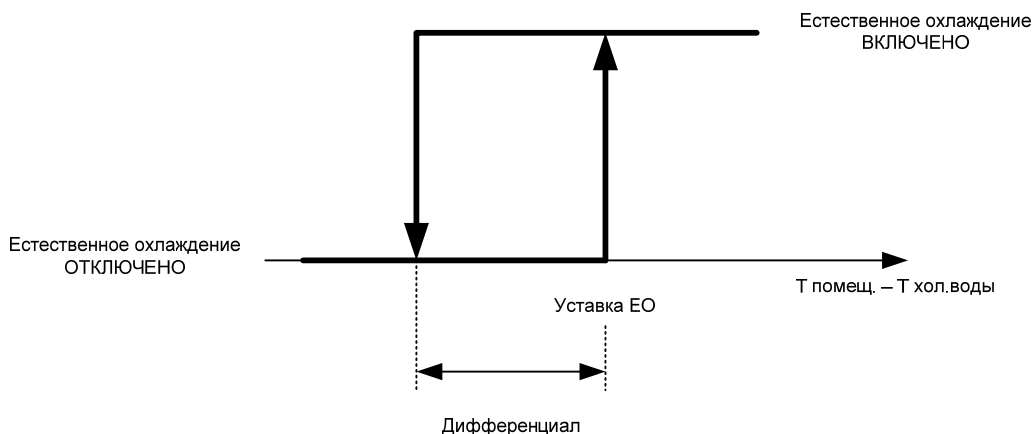 Естественное охлаждение
ВКЛЮЧЕНО
Естественное охлаждение
ОТКЛЮЧЕНО
Т помещ. – Т хол.воды
Уставка ЕО
Дифференциал